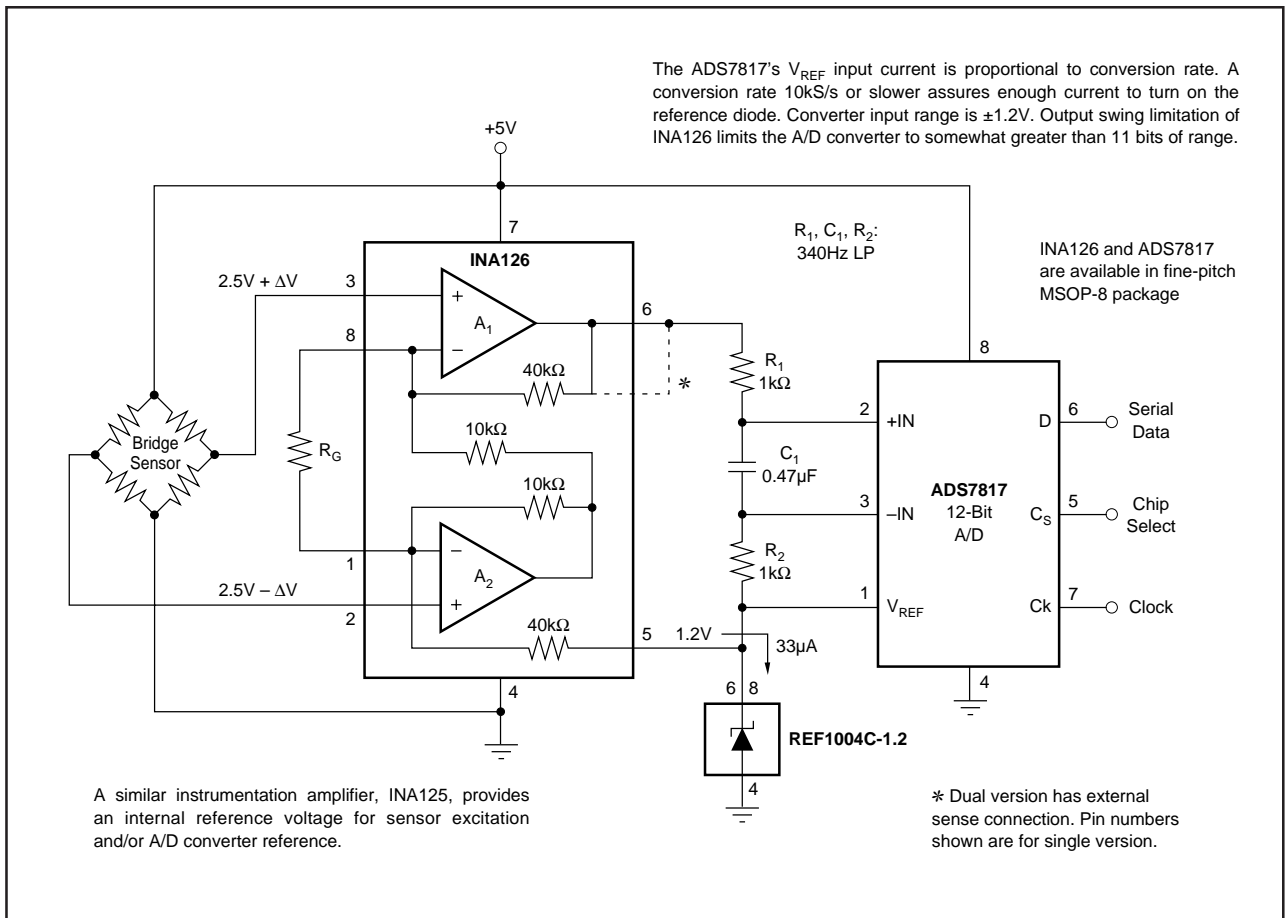 The ADS7817’s VREF input current is proportional to conversion rate. A
conversion rate 10kS/s or slower assures enough current to turn on the
reference diode. Converter input range is ±1.2V. Output swing limitation of
INA126 limits the A/D converter to somewhat greater than 11 bits of range.
+5V
7
R1, C1, R2:
340Hz LP
INA126 and ADS7817
are available in fine-pitch
MSOP-8 package
INA126
2.5V + ΔV
3
+
A1
–
6
8
8
40kΩ
*
R1
1kΩ
2
+IN
D
6
Serial
Data
Bridge
Sensor
RG
10kΩ
C1
0.47µF
10kΩ
ADS7817
12-Bit
A/D
3
–IN
CS
5
Chip
Select
1
–
A2
+
R2
1kΩ
2.5V – ΔV
2
1
VREF
Ck
7
Clock
40kΩ
5
1.2V
33µA
4
4
6
8
REF1004C-1.2
4
A similar instrumentation amplifier, INA125, provides
an internal reference voltage for sensor excitation
and/or A/D converter reference.
* Dual version has external
sense connection. Pin numbers
shown are for single version.